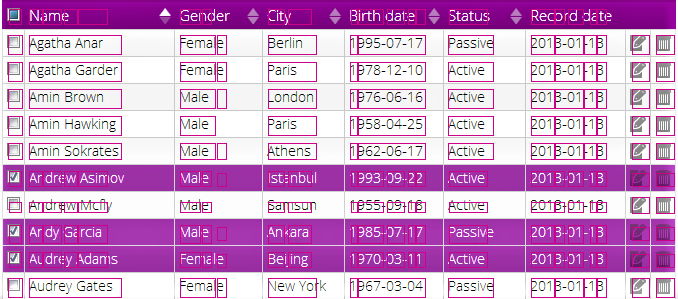 Name Gender City Birth date Status Record date
Agatha Anar Female Berlin 1995-07-17 Passive 2013-01-13
Agatha Garder Female Paris 1978-12-10 Active 2013-01-13
Amin Brown Male London 1976-06-16 Active 2013-01-13
Amin Hawking Male Paris 1958-04-25 Active 2013-01-13
Amin Sokrates Male Athens 1962-06-17 Active 2013-01-13
Andrew Asimov Male Istanbul 1993-09-22 Active 2013-01-13
Andrew Mcfly Male Samsun 1955-09-18 Active 2013-01-13
Andy Garcia Male Ankara 1985-07-17 Passive 2013-01-13
Audrey Adams Female Beijing 1970-03-11 Active 2013-01-13
Audrey Gates Female New York 1967-03-04 Passive 2013-01-13